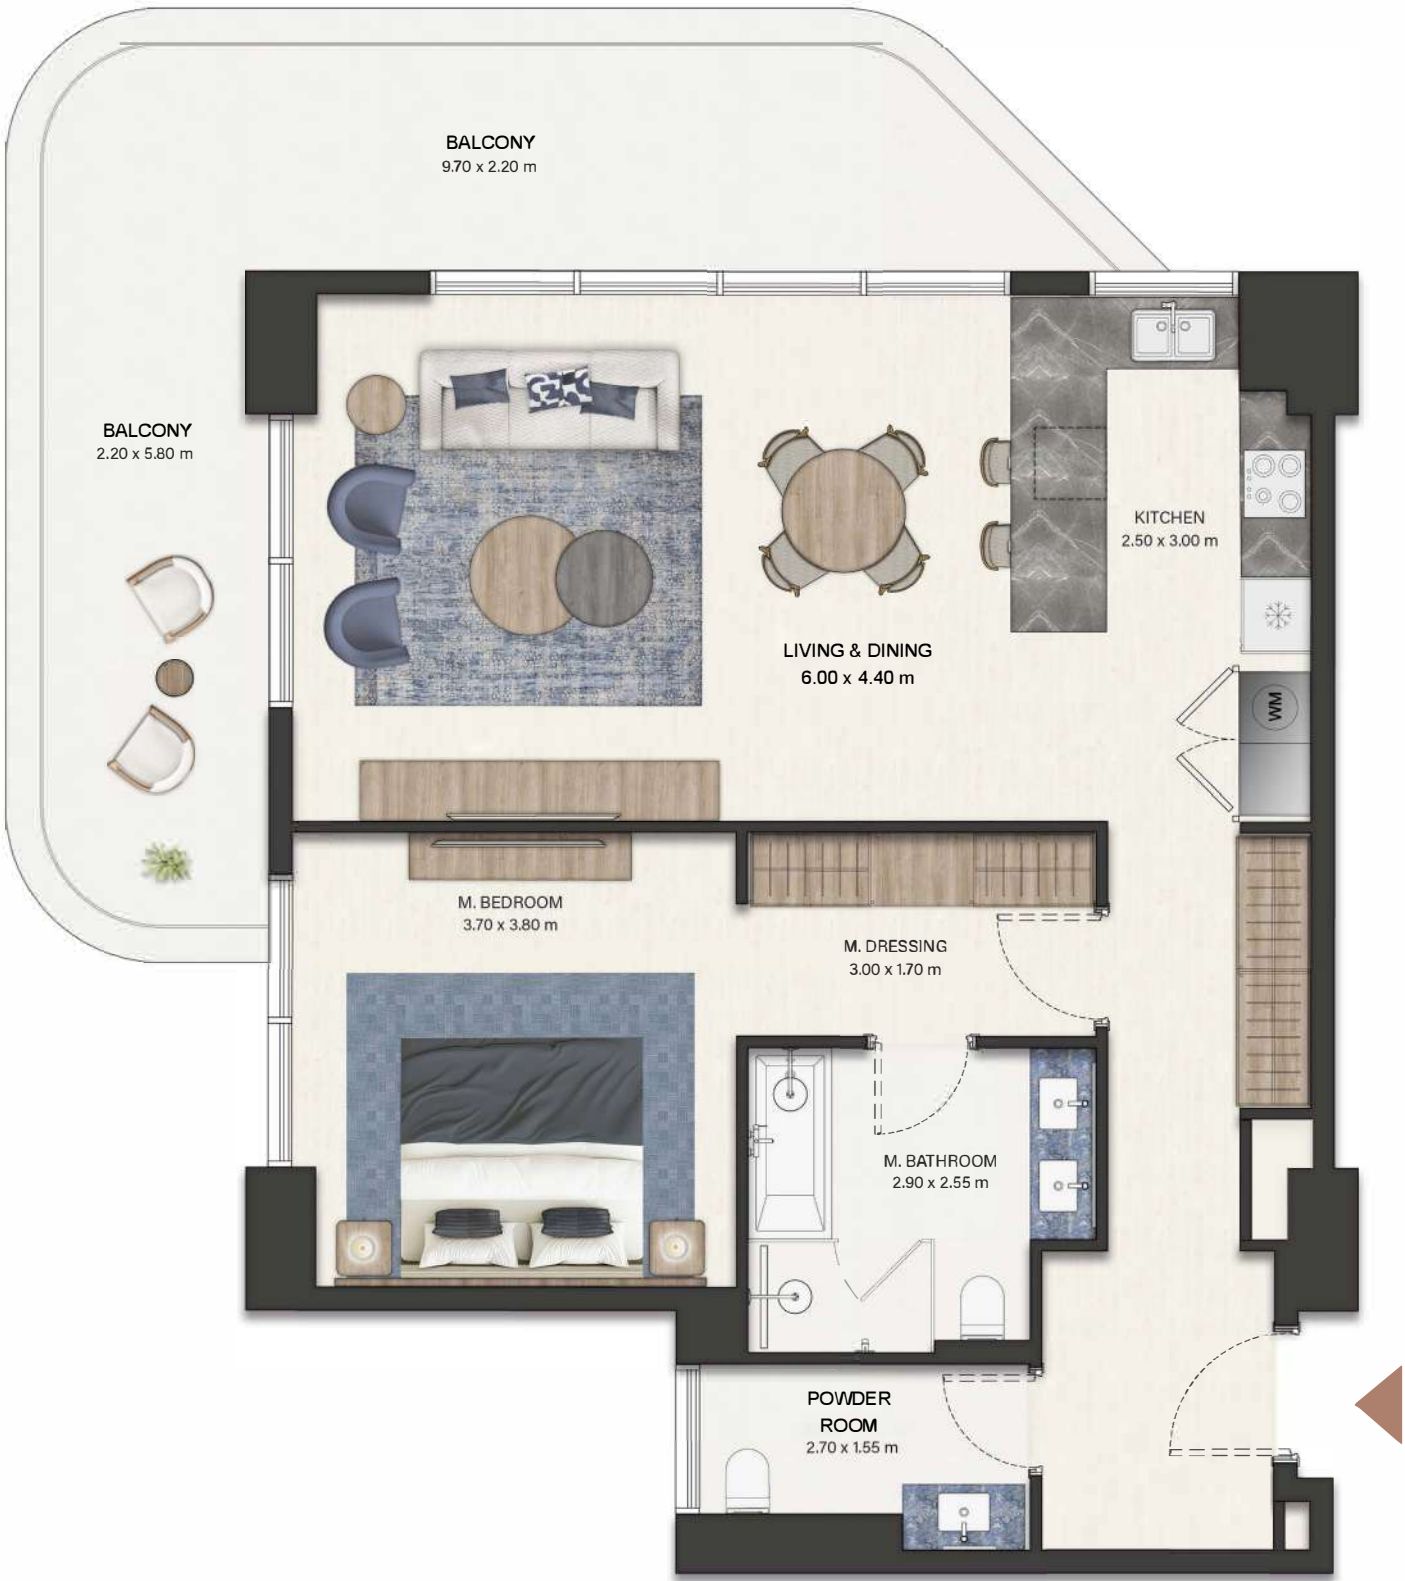 BALCONY
9.70 x 2.20 m
BALCONY
2.20 x 5.80 m
KITCHEN
2.50 x 3.00 m
LIVING & DINING
6.00 x 4.40 m
WM
M. BEDROOM
3.70 x 3.80 m
M. DRESSING
3.00 x 1.70 m
M. BATHROOM
2.90 x 2.55 m
POWDER
ROOM
2.70 x 1.55 m